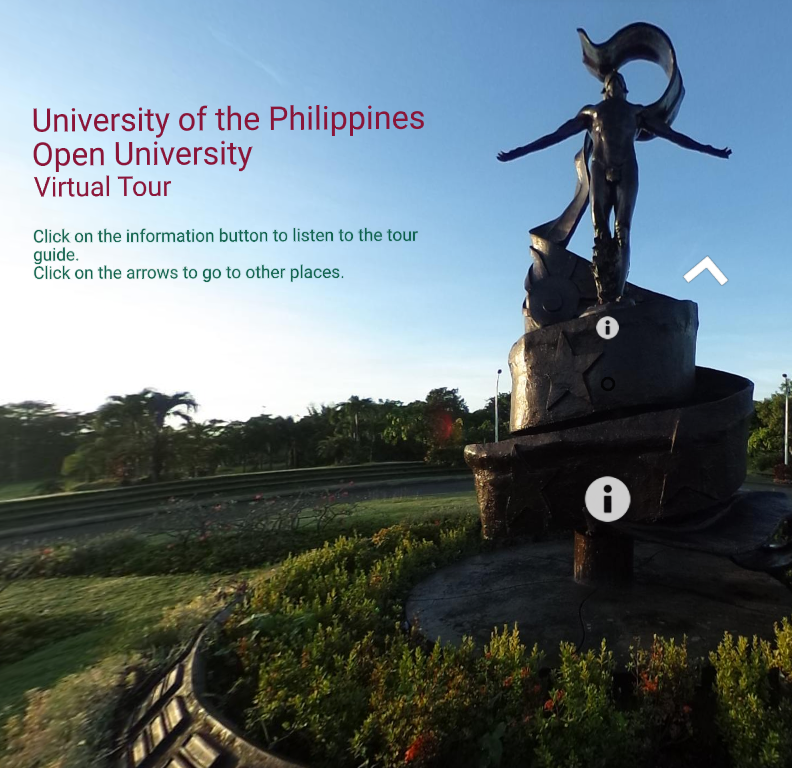 University of the Philippines
Open University
Virtual Tour
Click on the information button to listen to the tour
guide.
Click on the arrows to go to other places.